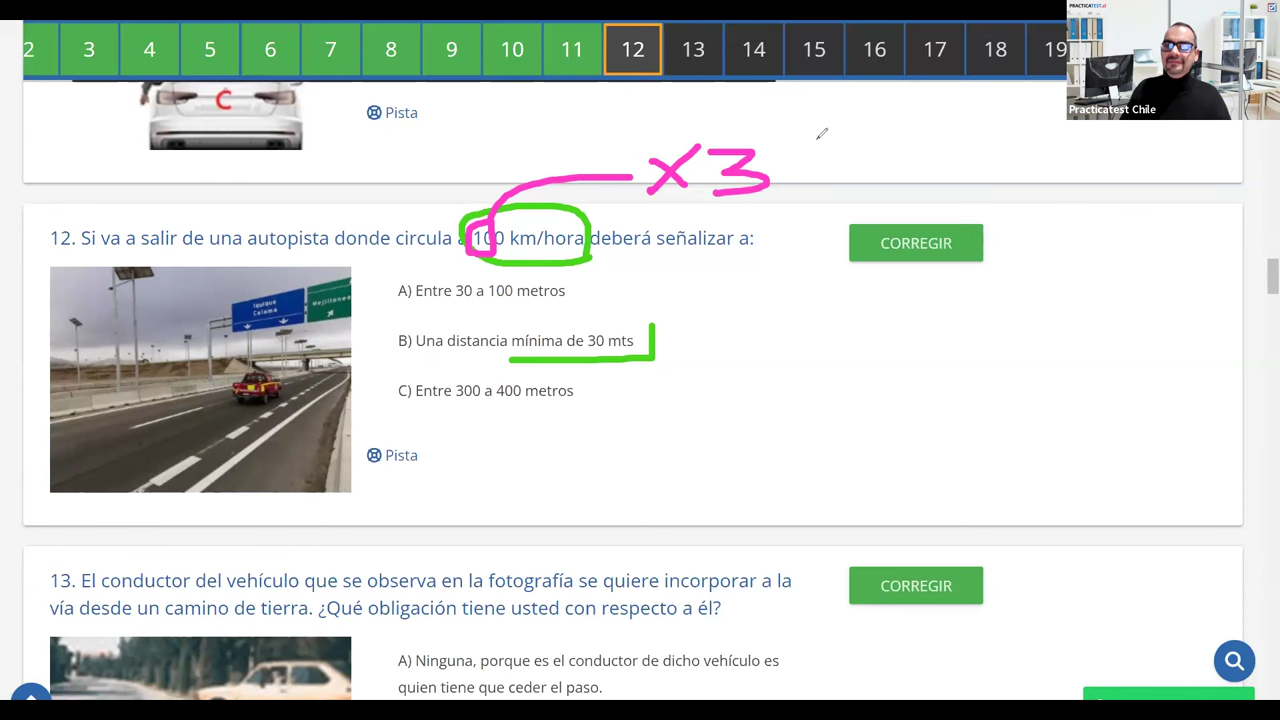 2 3 4 5 6 7 8 9 10 11 12 13 14 15 16 17 18 19
PRACTICATEST.cl
Practicatest Chile
C
Pista
x3
12. Si va a salir de una autopista donde circula a 100 km/hora deberá señalizar a:
CORREGIR
Iquique
Calama
Mejillones
A) Entre 30 a 100 metros
B) Una distancia mínima de 30 mts
C) Entre 300 a 400 metros
Pista
13. El conductor del vehículo que se observa en la fotografía se quiere incorporar a la
vía desde un camino de tierra. ¿Qué obligación tiene usted con respecto a él?
CORREGIR
A) Ninguna, porque es el conductor de dicho vehículo es
quien tiene que ceder el paso.